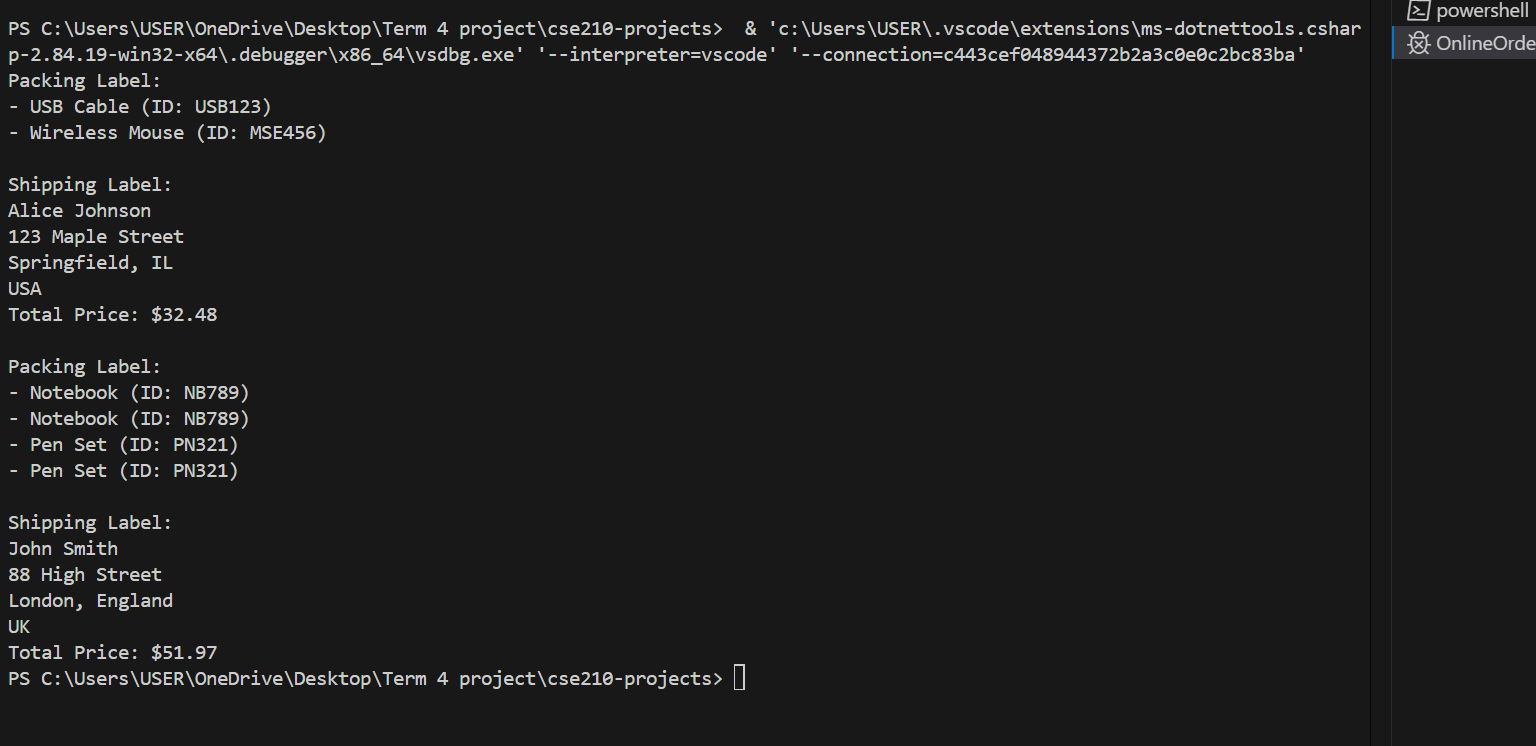 PS C:\Users\USER\OneDrive\Desktop\Term 4 project\cse210-projects>  & 'c:\Users\USER\.vscode\extensions\ms-dotnettools.cshar
p-2.84.19-win32-x64\.debugger\x86_64\vsdbg.exe' '--interpreter=vscode' '--connection=c443cef048944372b2a3c0e0c2bc83ba'
Packing Label:
- USB Cable (ID: USB123)
- Wireless Mouse (ID: MSE456)
Shipping Label:
Alice Johnson
123 Maple Street
Springfield, IL
USA
Total Price: $32.48
Packing Label:
- Notebook (ID: NB789)
- Notebook (ID: NB789)
- Pen Set (ID: PN321)
- Pen Set (ID: PN321)
Shipping Label:
John Smith
88 High Street
London, England
UK
Total Price: $51.97
PS C:\Users\USER\OneDrive\Desktop\Term 4 project\cse210-projects>
powershell
OnlineOrde